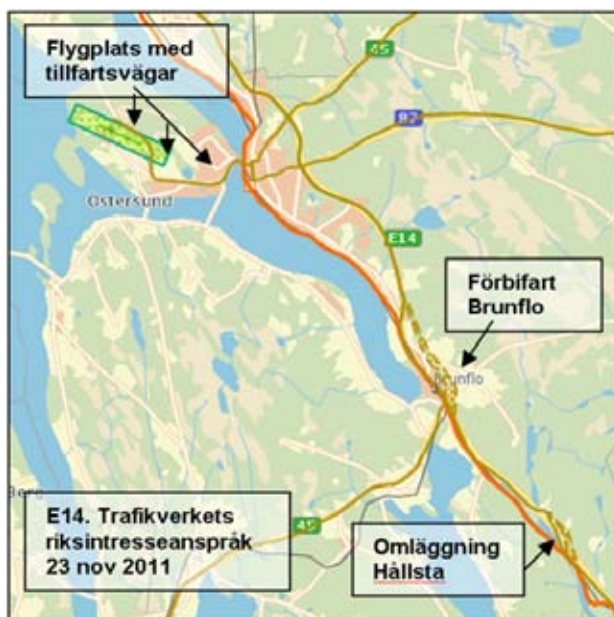 Flygplats med
tillfartsvägar
45
87
Östersund
E14
Förbifart
Brunflo
Brunflo
Berg
E14. Trafikverkets
riksintresseanspråk
23 nov 2011
45
Omläggning
Hållsta